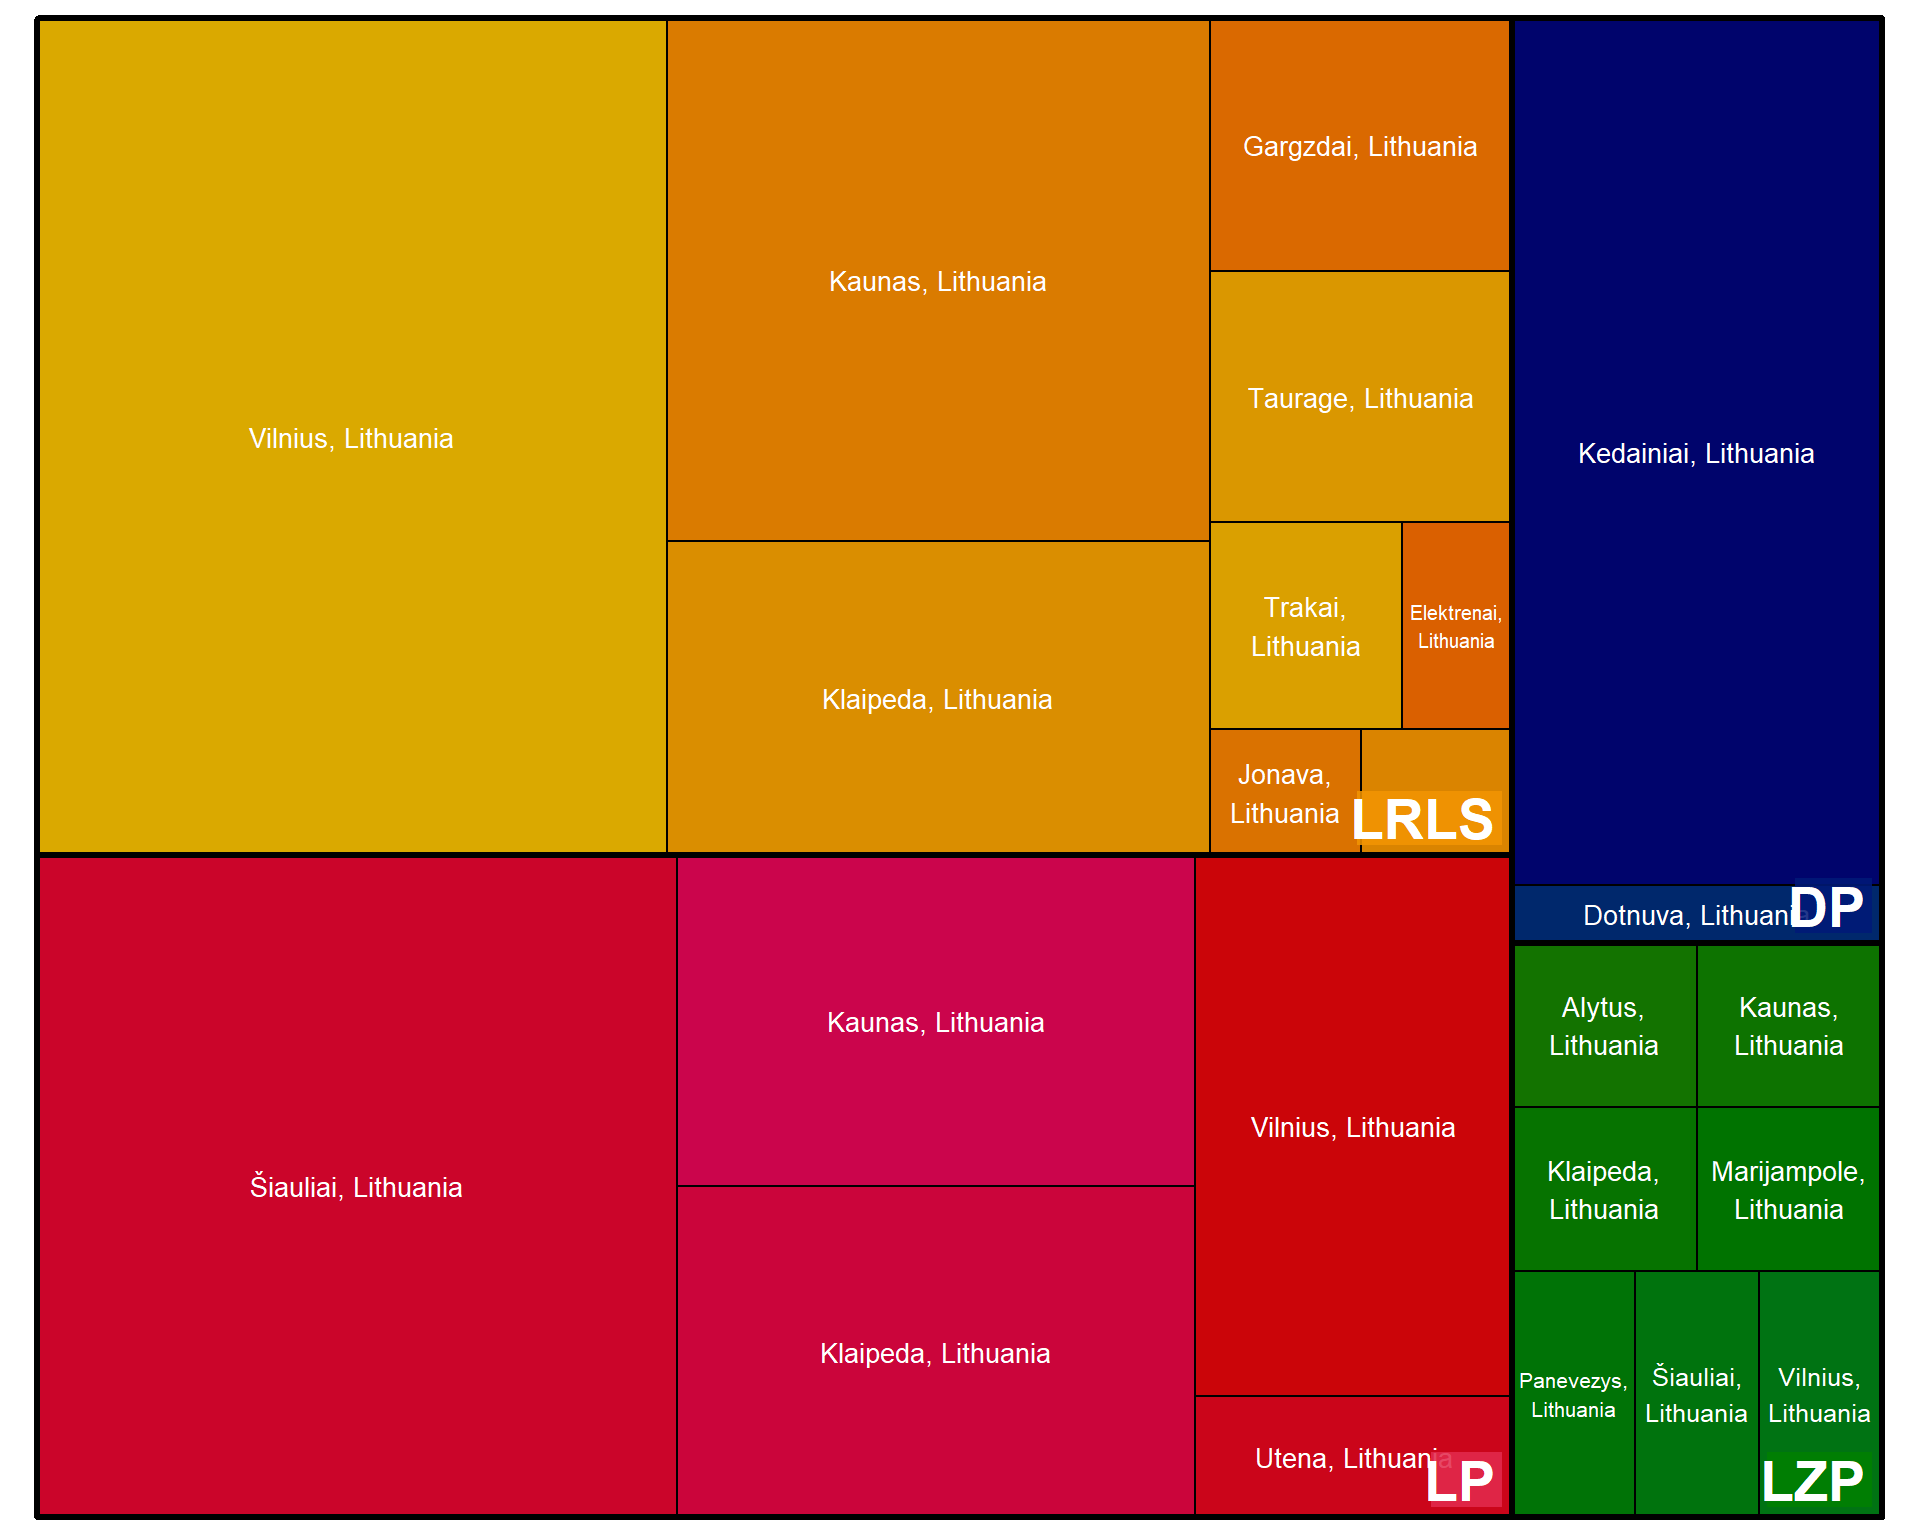 Vilnius, Lithuania
Kaunas, Lithuania
Klaipeda, Lithuania
Gargzdai, Lithuania
Taurage, Lithuania
Trakai,
Lithuania
Elektrenai,
Lithuania
Jonava,
Lithuania
LRLS
Kedainiai, Lithuania
Dotnuva, Lithuania
DP
Šiauliai, Lithuania
Kaunas, Lithuania
Klaipeda, Lithuania
Vilnius, Lithuania
Utena, Lithuania
LP
Alytus,
Lithuania
Kaunas,
Lithuania
Klaipeda,
Lithuania
Marijampole,
Lithuania
Panevezys,
Lithuania
Šiauliai,
Lithuania
Vilnius,
Lithuania
LZP